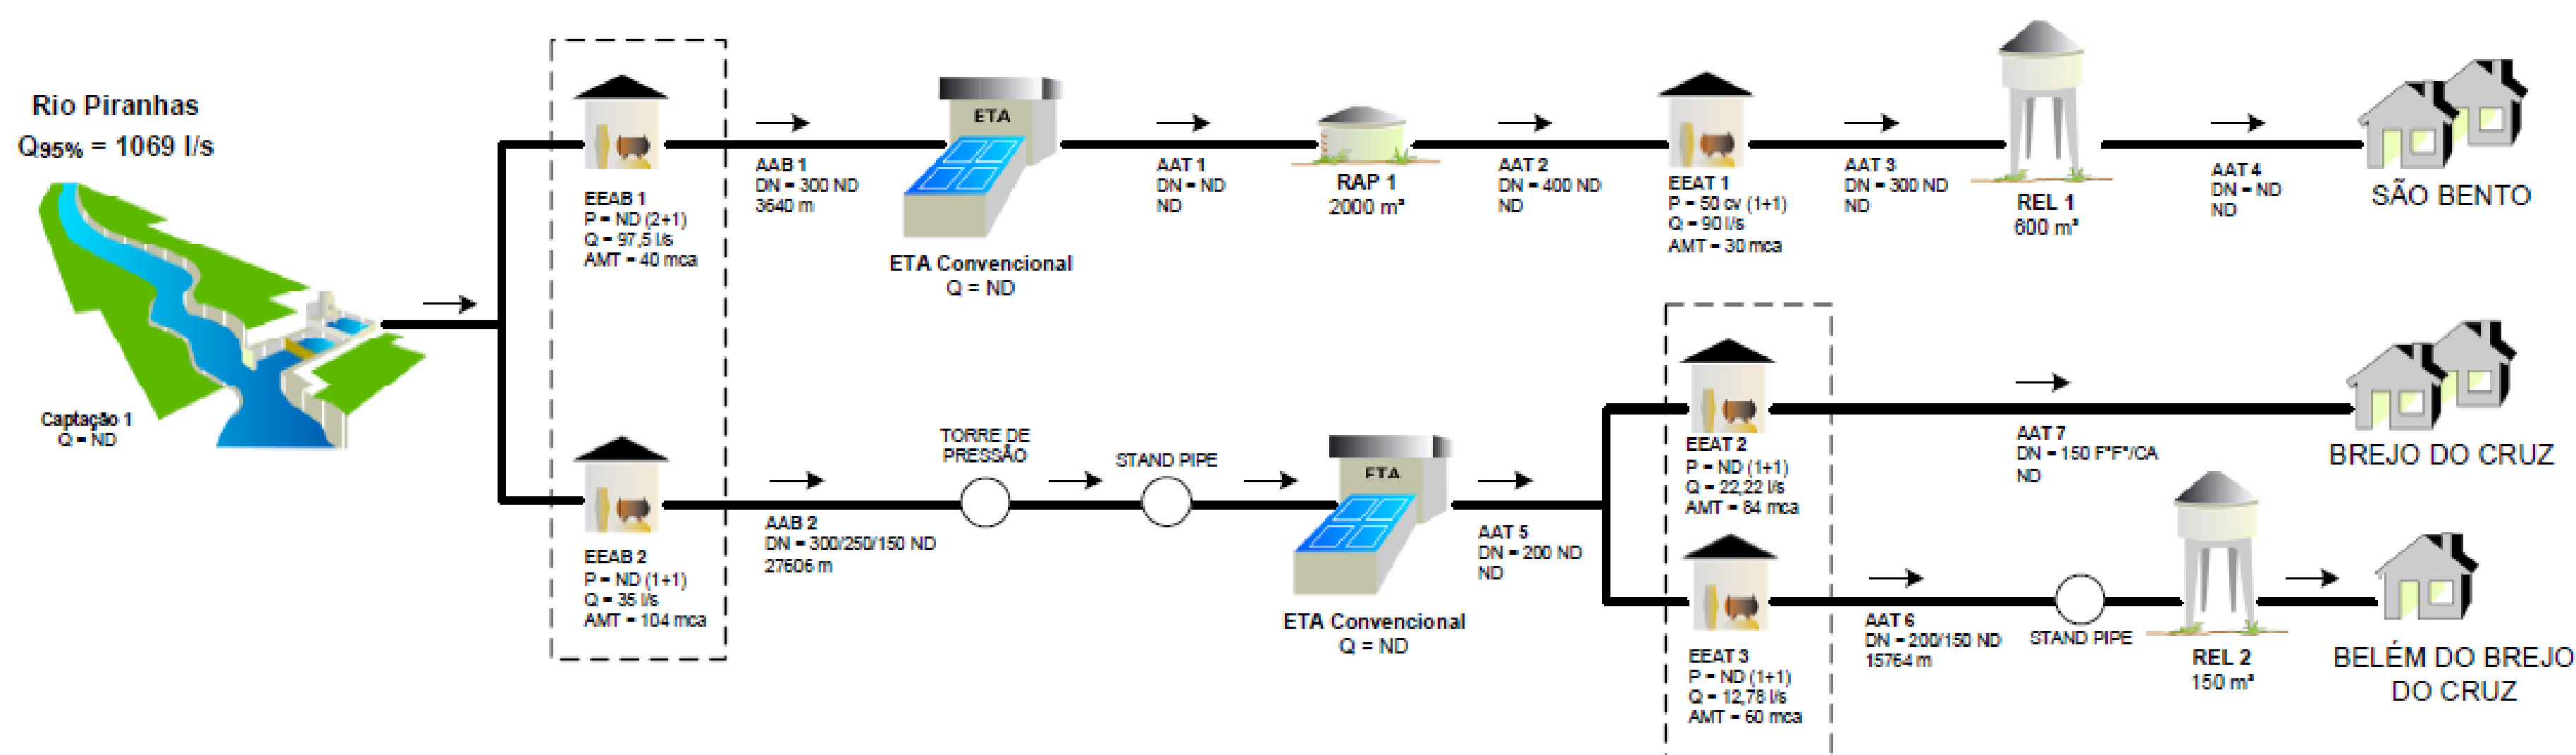 Rio Piranhas
Q95% = 1069 l/s
Captação 1
Q = ND
EEAB 1
P = ND (2+1)
Q = 97,5 l/s
AMT = 40 mca
AAB 1
DN = 300 ND
3640 m
ETA
ETA Convencional
Q = ND
AAT 1
DN = ND
ND
RAP 1
2000 m³
AAT 2
DN = 400 ND
ND
EEAT 1
P = 50 cv (1+1)
Q = 90 l/s
AMT = 30 mca
AAT 3
DN = 300 ND
ND
REL 1
600 m³
AAT 4
DN = ND
ND
SÃO BENTO
EEAB 2
P = ND (1+1)
Q = 35 l/s
AMT = 104 mca
AAB 2
DN = 300/250/150 ND
27606 m
TORRE DE
PRESSÃO
STAND PIPE
ETA
ETA Convencional
Q = ND
AAT 5
DN = 200 ND
ND
EEAT 2
P = ND (1+1)
Q = 22,22 l/s
AMT = 84 mca
AAT 7
DN = 150 FºFº/CA
ND
BREJO DO CRUZ
EEAT 3
P = ND (1+1)
Q = 12,78 l/s
AMT = 60 mca
AAT 6
DN = 200/150 ND
15764 m
STAND PIPE
REL 2
150 m³
BELÉM DO BREJO
DO CRUZ